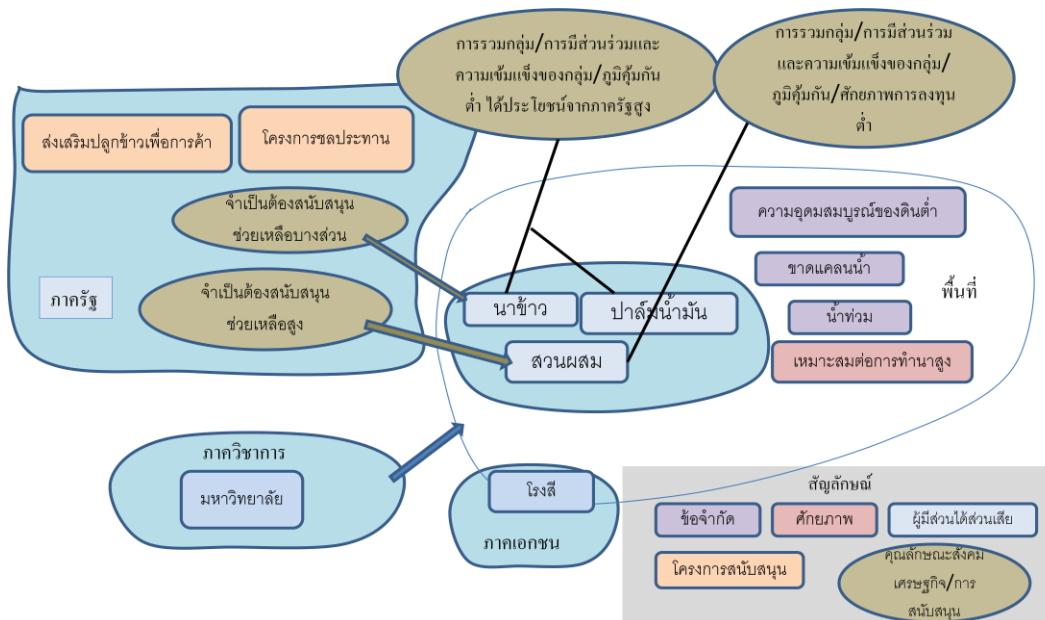 การรวมกลุ่ม/การมีส่วนร่วมและ
ความเข้มแข็งของกลุ่ม/ภูมิคุ้มกัน
ต่ำ ได้ประโยชน์จากภาครัฐสูง
การรวมกลุ่ม/การมีส่วนร่วม
และความเข้มแข็งของกลุ่ม/
ภูมิคุ้มกัน/ศักยภาพการลงทุน
ต่ำ
ส่งเสริมปลูกข้าวเพื่อการค้า
โครงการชลประทาน
จำเป็นต้องสนับสนุน
ช่วยเหลือบางส่วน
ความอุดมสมบูรณ์ของดินต่ำ
ขาดแคลนน้ำ
พื้นที่
ภาครัฐ
จำเป็นต้องสนับสนุน
ช่วยเหลือสูง
นาข้าว
ปาล์มน้ำมัน
น้ำท่วม
สวนผสม
เหมาะสมต่อการทำนาสูง
ภาควิชาการ
มหาวิทยาลัย
โรงสี
ภาคเอกชน
สัญลักษณ์
ข้อจำกัด
ศักยภาพ
ผู้มีส่วนได้ส่วนเสีย
โครงการสนับสนุน
คุณลักษณะสังคม
เศรษฐกิจ/การ
สนับสนุน